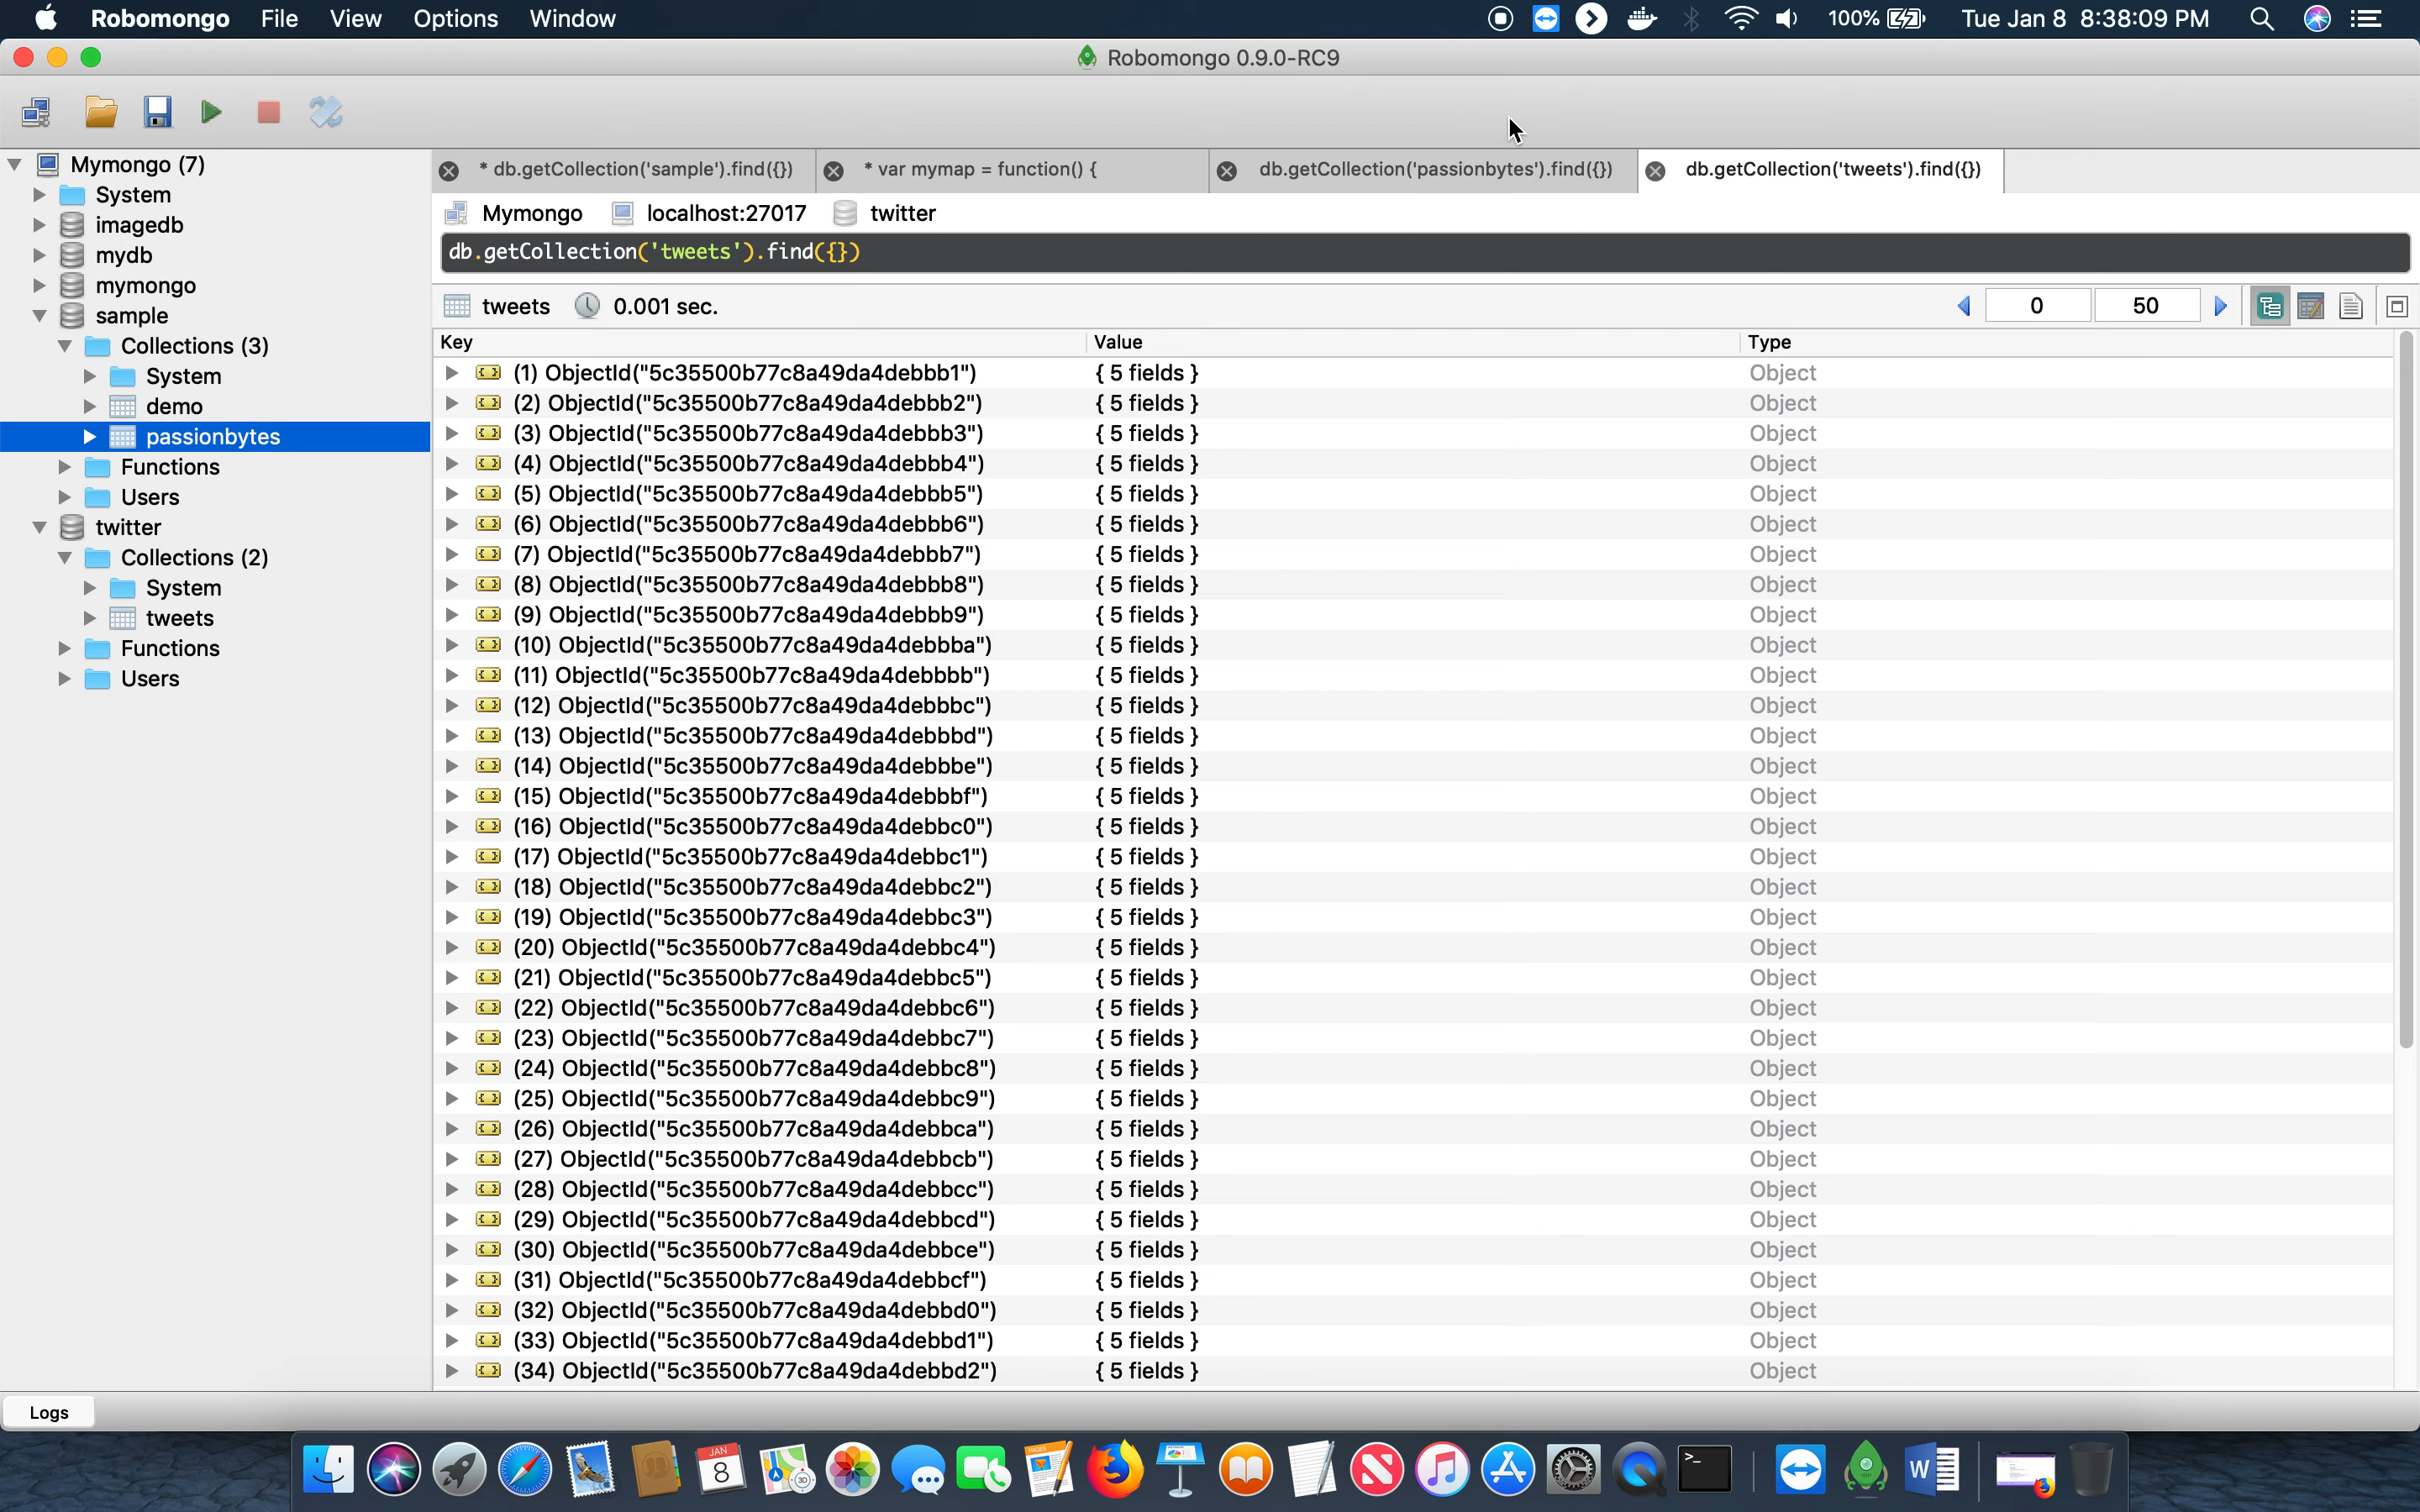 Robomongo File View Options Window 100% Tue Jan 8 8:38:09 PM
Robomongo 0.9.0-RC9
Mymongo (7)
System
imagedb
mydb
mymongo
sample
Collections (3)
System
demo
passionbytes
Functions
Users
twitter
Collections (2)
System
tweets
Functions
Users
* db.getCollection('sample').find({}) * var mymap = function() { db.getCollection('passionbytes').find({}) db.getCollection('tweets').find({})
Mymongo localhost:27017 twitter
db.getCollection('tweets').find({})
tweets 0.001 sec. 0 50
Key Value Type
(1) ObjectId("5c35500b77c8a49da4debbb1") { 5 fields } Object
(2) ObjectId("5c35500b77c8a49da4debbb2") { 5 fields } Object
(3) ObjectId("5c35500b77c8a49da4debbb3") { 5 fields } Object
(4) ObjectId("5c35500b77c8a49da4debbb4") { 5 fields } Object
(5) ObjectId("5c35500b77c8a49da4debbb5") { 5 fields } Object
(6) ObjectId("5c35500b77c8a49da4debbb6") { 5 fields } Object
(7) ObjectId("5c35500b77c8a49da4debbb7") { 5 fields } Object
(8) ObjectId("5c35500b77c8a49da4debbb8") { 5 fields } Object
(9) ObjectId("5c35500b77c8a49da4debbb9") { 5 fields } Object
(10) ObjectId("5c35500b77c8a49da4debbba") { 5 fields } Object
(11) ObjectId("5c35500b77c8a49da4debbbb") { 5 fields } Object
(12) ObjectId("5c35500b77c8a49da4debbbc") { 5 fields } Object
(13) ObjectId("5c35500b77c8a49da4debbbd") { 5 fields } Object
(14) ObjectId("5c35500b77c8a49da4debbbe") { 5 fields } Object
(15) ObjectId("5c35500b77c8a49da4debbbf") { 5 fields } Object
(16) ObjectId("5c35500b77c8a49da4debbc0") { 5 fields } Object
(17) ObjectId("5c35500b77c8a49da4debbc1") { 5 fields } Object
(18) ObjectId("5c35500b77c8a49da4debbc2") { 5 fields } Object
(19) ObjectId("5c35500b77c8a49da4debbc3") { 5 fields } Object
(20) ObjectId("5c35500b77c8a49da4debbc4") { 5 fields } Object
(21) ObjectId("5c35500b77c8a49da4debbc5") { 5 fields } Object
(22) ObjectId("5c35500b77c8a49da4debbc6") { 5 fields } Object
(23) ObjectId("5c35500b77c8a49da4debbc7") { 5 fields } Object
(24) ObjectId("5c35500b77c8a49da4debbc8") { 5 fields } Object
(25) ObjectId("5c35500b77c8a49da4debbc9") { 5 fields } Object
(26) ObjectId("5c35500b77c8a49da4debbca") { 5 fields } Object
(27) ObjectId("5c35500b77c8a49da4debbcb") { 5 fields } Object
(28) ObjectId("5c35500b77c8a49da4debbcc") { 5 fields } Object
(29) ObjectId("5c35500b77c8a49da4debbcd") { 5 fields } Object
(30) ObjectId("5c35500b77c8a49da4debbce") { 5 fields } Object
(31) ObjectId("5c35500b77c8a49da4debbcf") { 5 fields } Object
(32) ObjectId("5c35500b77c8a49da4debbd0") { 5 fields } Object
(33) ObjectId("5c35500b77c8a49da4debbd1") { 5 fields } Object
(34) ObjectId("5c35500b77c8a49da4debbd2") { 5 fields } Object
Logs
JAN
8
3D
PAGES
>_
W